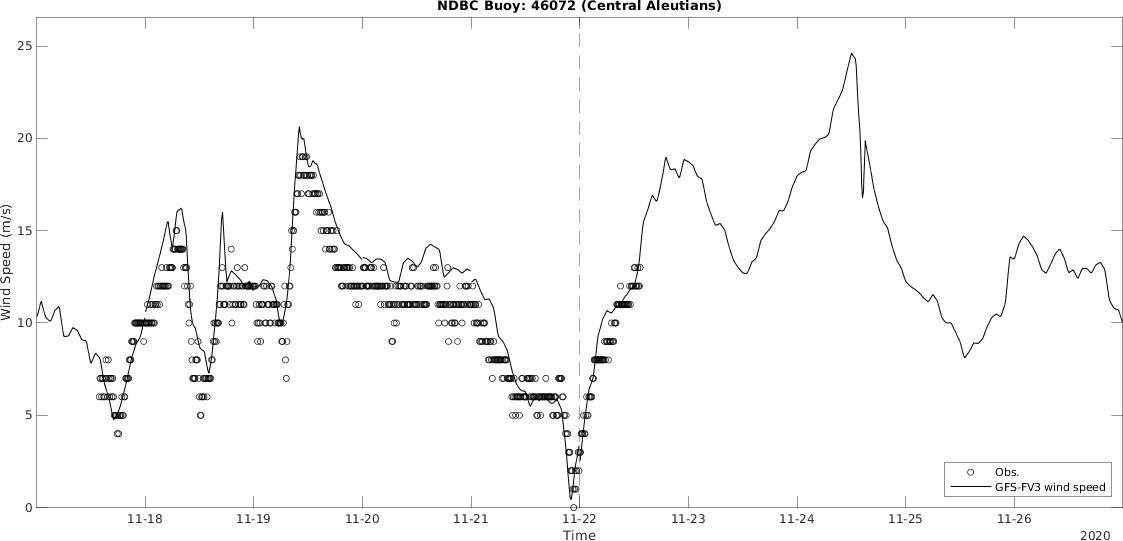 NDBC Buoy: 46072 (Central Aleutians)
25
20
15
10
5
0
Wind Speed (m/s)
11-18 11-19 11-20 11-21 11-22 11-23 11-24 11-25 11-26
Time
2020
Obs.
GFS-FV3 wind speed